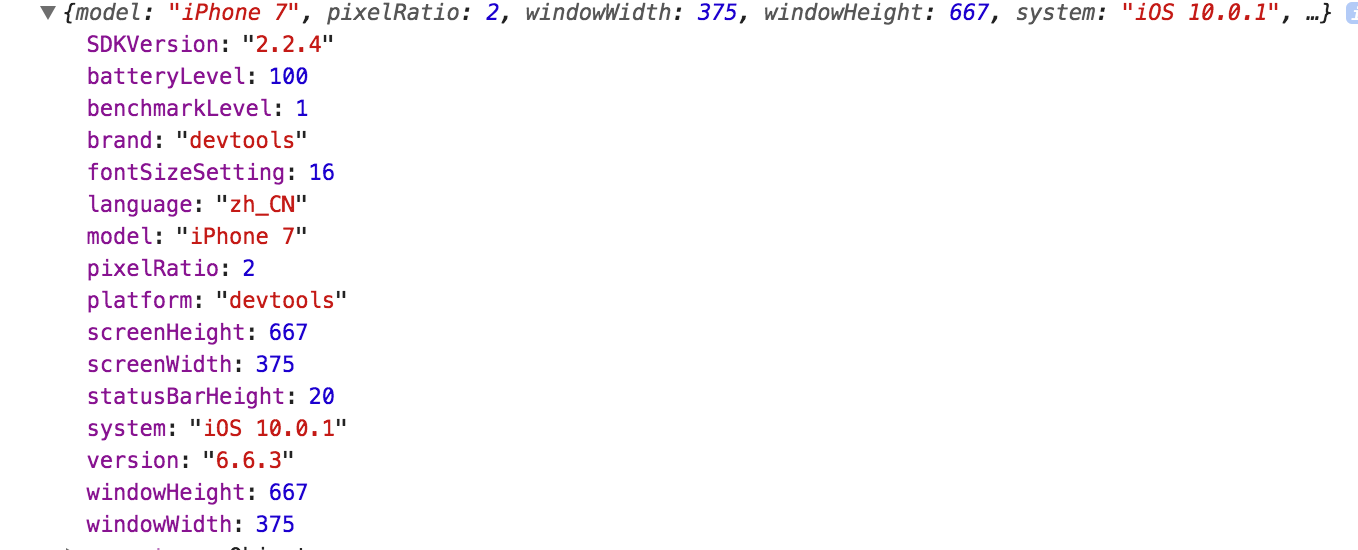 {model: "iPhone 7", pixelRatio: 2, windowWidth: 375, windowHeight: 667, system: "iOS 10.0.1", …}
SDKVersion: "2.2.4"
batteryLevel: 100
benchmarkLevel: 1
brand: "devtools"
fontSizeSetting: 16
language: "zh_CN"
model: "iPhone 7"
pixelRatio: 2
platform: "devtools"
screenHeight: 667
screenWidth: 375
statusBarHeight: 20
system: "iOS 10.0.1"
version: "6.6.3"
windowHeight: 667
windowWidth: 375